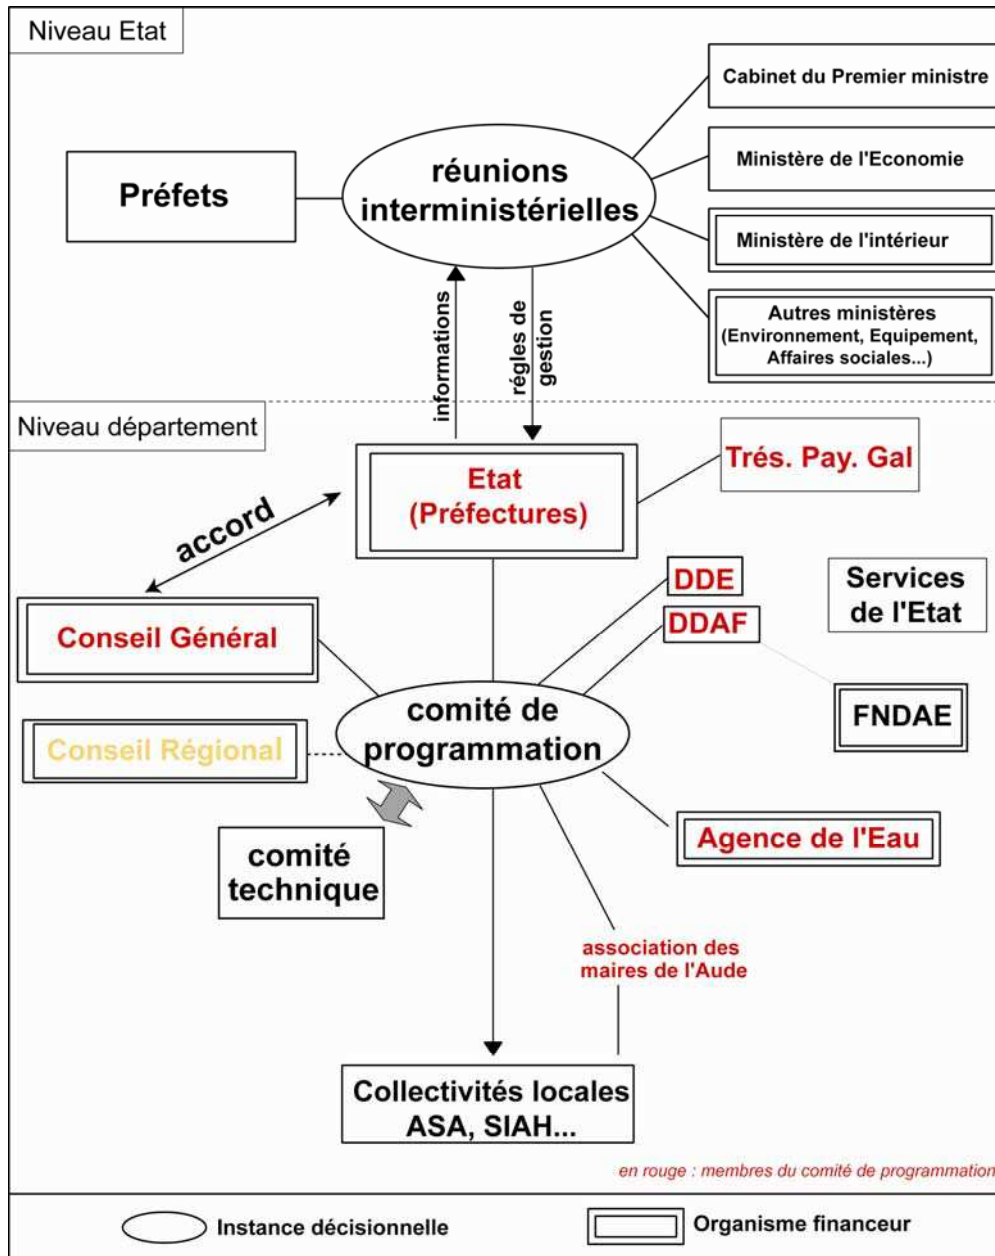 Niveau Etat
Cabinet du Premier ministre
Préfets
réunions
interministérielles
Ministère de l'Economie
Ministère de l'intérieur
Autres ministères
(Environnement, Equipement,
Affaires sociales...)
informations
régles de
gestion
Niveau département
Etat
(Préfectures)
Trés. Pay. Gal
accord
DDE
DDAF
Services
de l'Etat
Conseil Général
Conseil Régional
comité de
programmation
FNDAE
comité
technique
Agence de l'Eau
association des
maires de l'Aude
Collectivités locales
ASA, SIAH...
en rouge : membres du comité de programmation
Instance décisionnelle
Organisme financeur